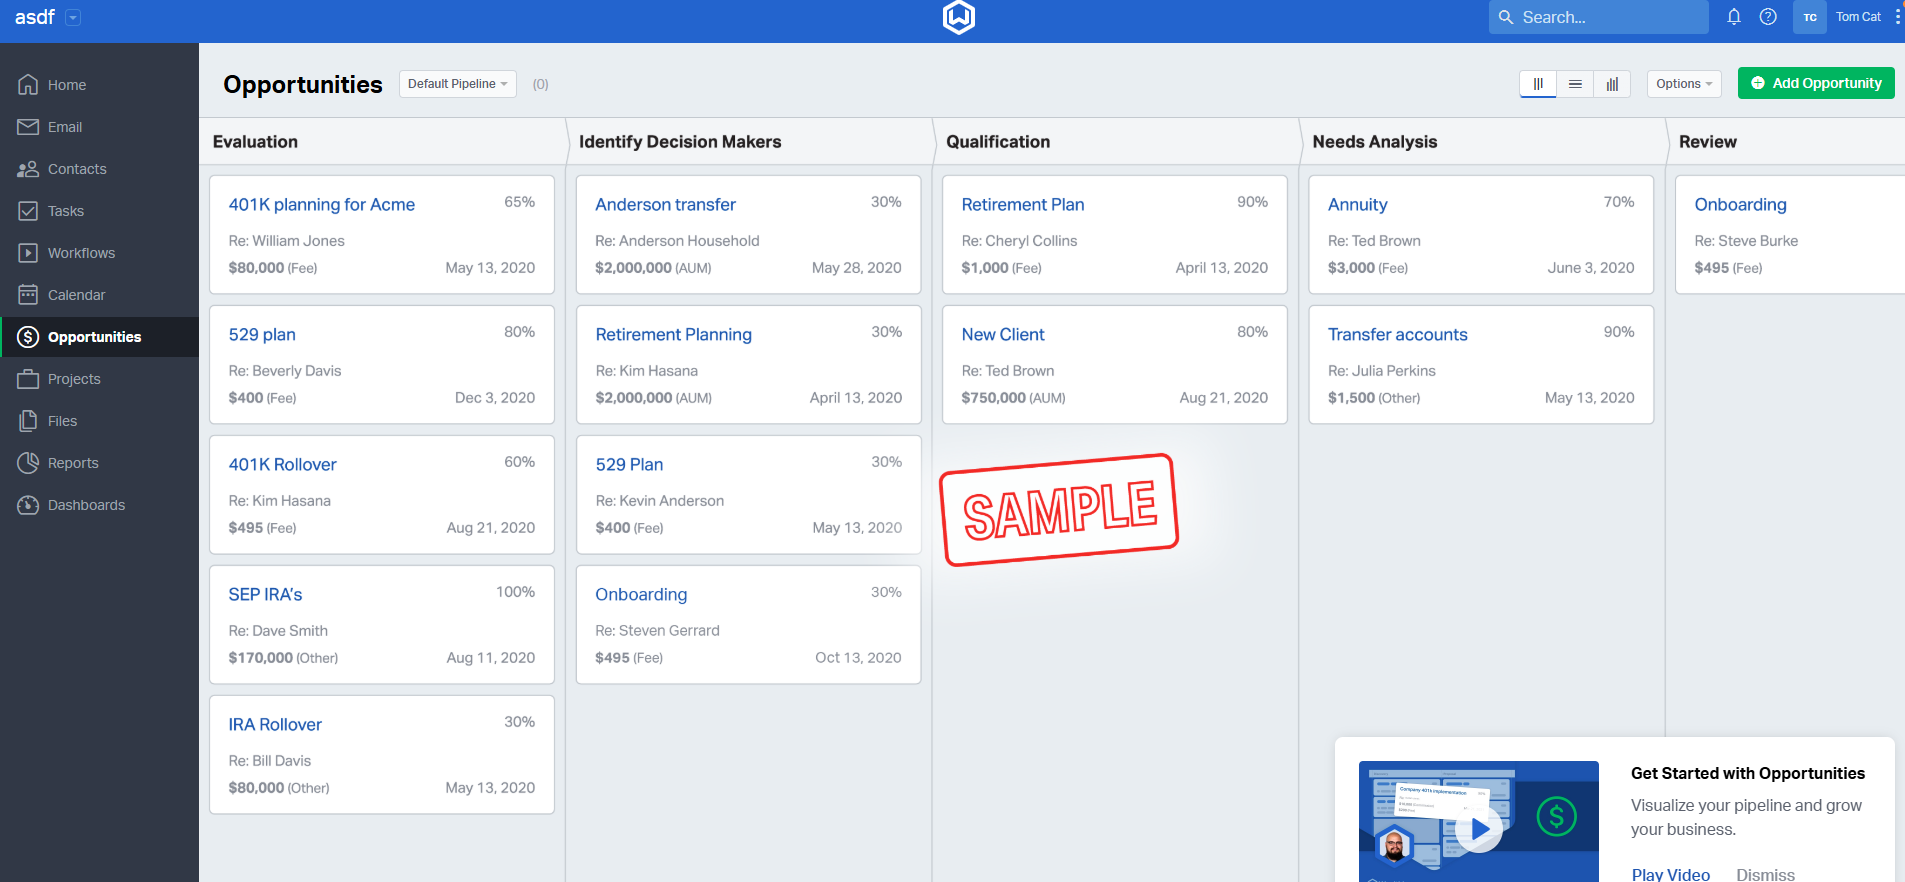 asdf
Search...
TC
Tom Cat
Home
Email
Contacts
Tasks
Workflows
Calendar
Opportunities
Projects
Files
Reports
Dashboards
Opportunities
Default Pipeline
(0)
Options
Add Opportunity
Evaluation
401K planning for Acme
65%
Re: William Jones
$80,000 (Fee)
May 13, 2020
529 plan
80%
Re: Beverly Davis
$400 (Fee)
Dec 3, 2020
401K Rollover
60%
Re: Kim Hasana
$495 (Fee)
Aug 21, 2020
SEP IRA's
100%
Re: Dave Smith
$170,000 (Other)
Aug 11, 2020
IRA Rollover
30%
Re: Bill Davis
$80,000 (Other)
May 13, 2020
Identify Decision Makers
Anderson transfer
30%
Re: Anderson Household
$2,000,000 (AUM)
May 28, 2020
Retirement Planning
30%
Re: Kim Hasana
$2,000,000 (AUM)
April 13, 2020
529 Plan
30%
Re: Kevin Anderson
$400 (Fee)
May 13, 2020
Onboarding
30%
Re: Steven Gerrard
$495 (Fee)
Oct 13, 2020
Qualification
Retirement Plan
90%
Re: Cheryl Collins
$1,000 (Fee)
April 13, 2020
New Client
80%
Re: Ted Brown
$750,000 (AUM)
Aug 21, 2020
SAMPLE
Needs Analysis
Annuity
70%
Re: Ted Brown
$3,000 (Fee)
June 3, 2020
Transfer accounts
90%
Re: Julia Perkins
$1,500 (Other)
May 13, 2020
Review
Onboarding
Re: Steve Burke
$495 (Fee)
Get Started with Opportunities
Visualize your pipeline and grow
your business.
Play Video
Dismiss